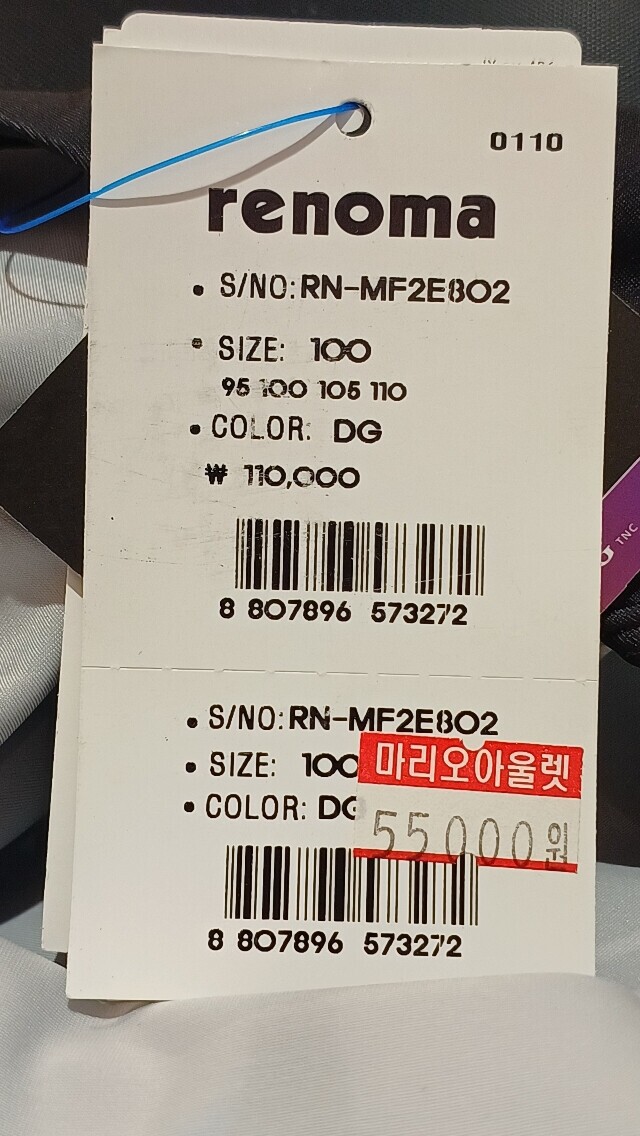 0110
renoma
• S/NO: RN-MF2E802
• SIZE: 100
95 100 105 110
• COLOR: DG
₩ 110,000
8 807896 573272
• S/NO: RN-MF2E802
• SIZE: 100
• COLOR: DG
마리오아울렛
55000원
8 807896 573272
TNC